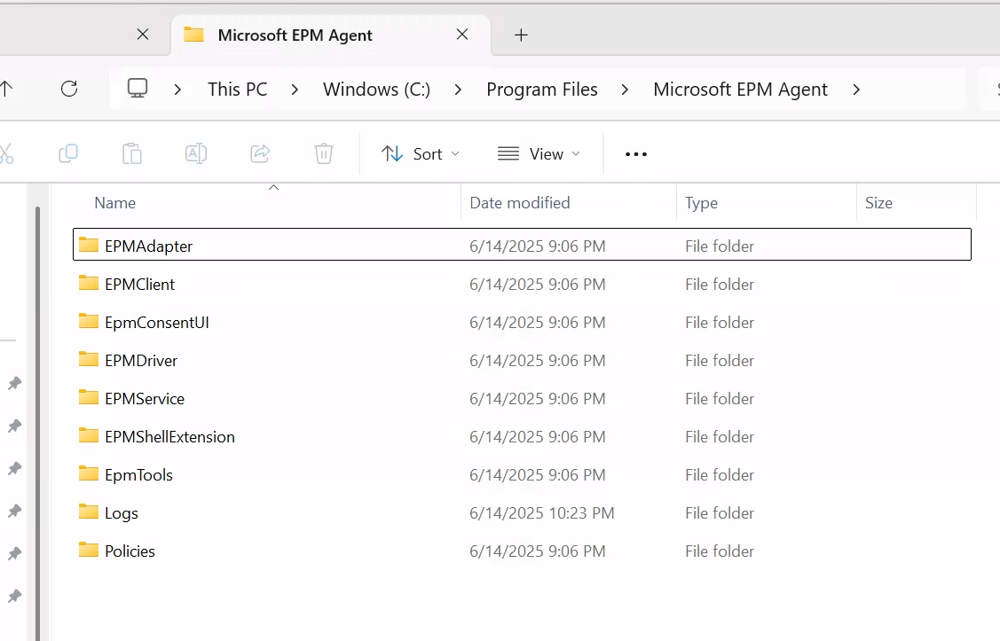 Microsoft EPM Agent
This PC > Windows (C:) > Program Files > Microsoft EPM Agent >
Sort View
Name Date modified Type Size
EPMAdapter 6/14/2025 9:06 PM File folder
EPMClient 6/14/2025 9:06 PM File folder
EpmConsentUI 6/14/2025 9:06 PM File folder
EPMDriver 6/14/2025 9:06 PM File folder
EPMService 6/14/2025 9:06 PM File folder
EPMShellExtension 6/14/2025 9:06 PM File folder
EpmTools 6/14/2025 9:06 PM File folder
Logs 6/14/2025 10:23 PM File folder
Policies 6/14/2025 9:06 PM File folder